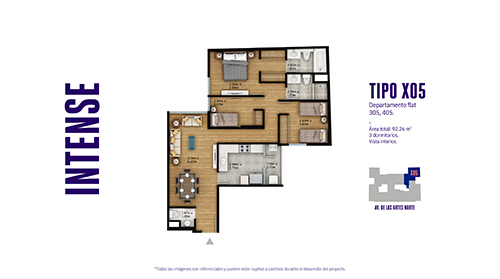 INTENSE
TIPO X05
Departamento flat
305, 405.
Área total: 92.26 m²
3 dormitorios.
Vista interior.
X05
AV. DE LAS ARTES NORTE
*Todas las imágenes son referenciales y pueden estar sujetas a cambios durante el desarrollo del proyecto.